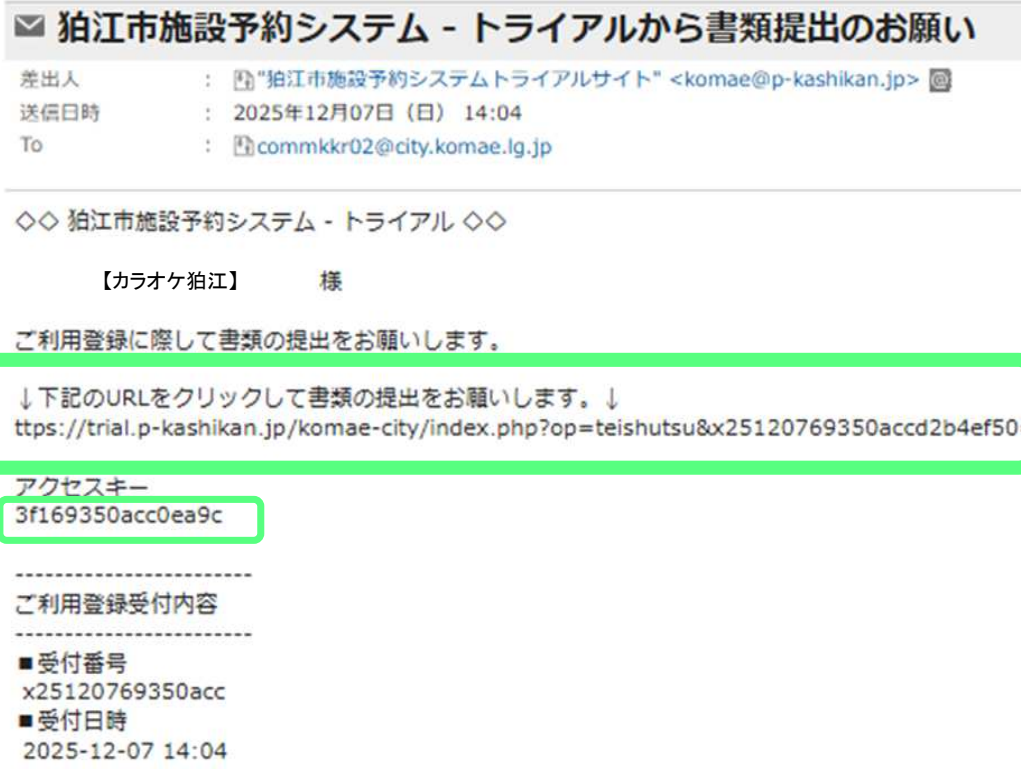 狛江市施設予約システム - トライアルから書類提出のお願い
差出人 : "狛江市施設予約システムトライアルサイト" <komae@p-kashikan.jp>
送信日時 : 2025年12月07日（日） 14:04
To : commkkr02@city.komae.lg.jp
◇◇ 狛江市施設予約システム - トライアル ◇◇
【カラオケ狛江】 様
ご利用登録に際して書類の提出をお願いします。
↓下記のURLをクリックして書類の提出をお願いします。↓
ttps://trial.p-kashikan.jp/komae-city/index.php?op=teishutsu&x25120769350accd2b4ef50
アクセスキー
3f169350acc0ea9c
------------------------
ご利用登録受付内容
------------------------
■受付番号
x25120769350acc
■受付日時
2025-12-07 14:04